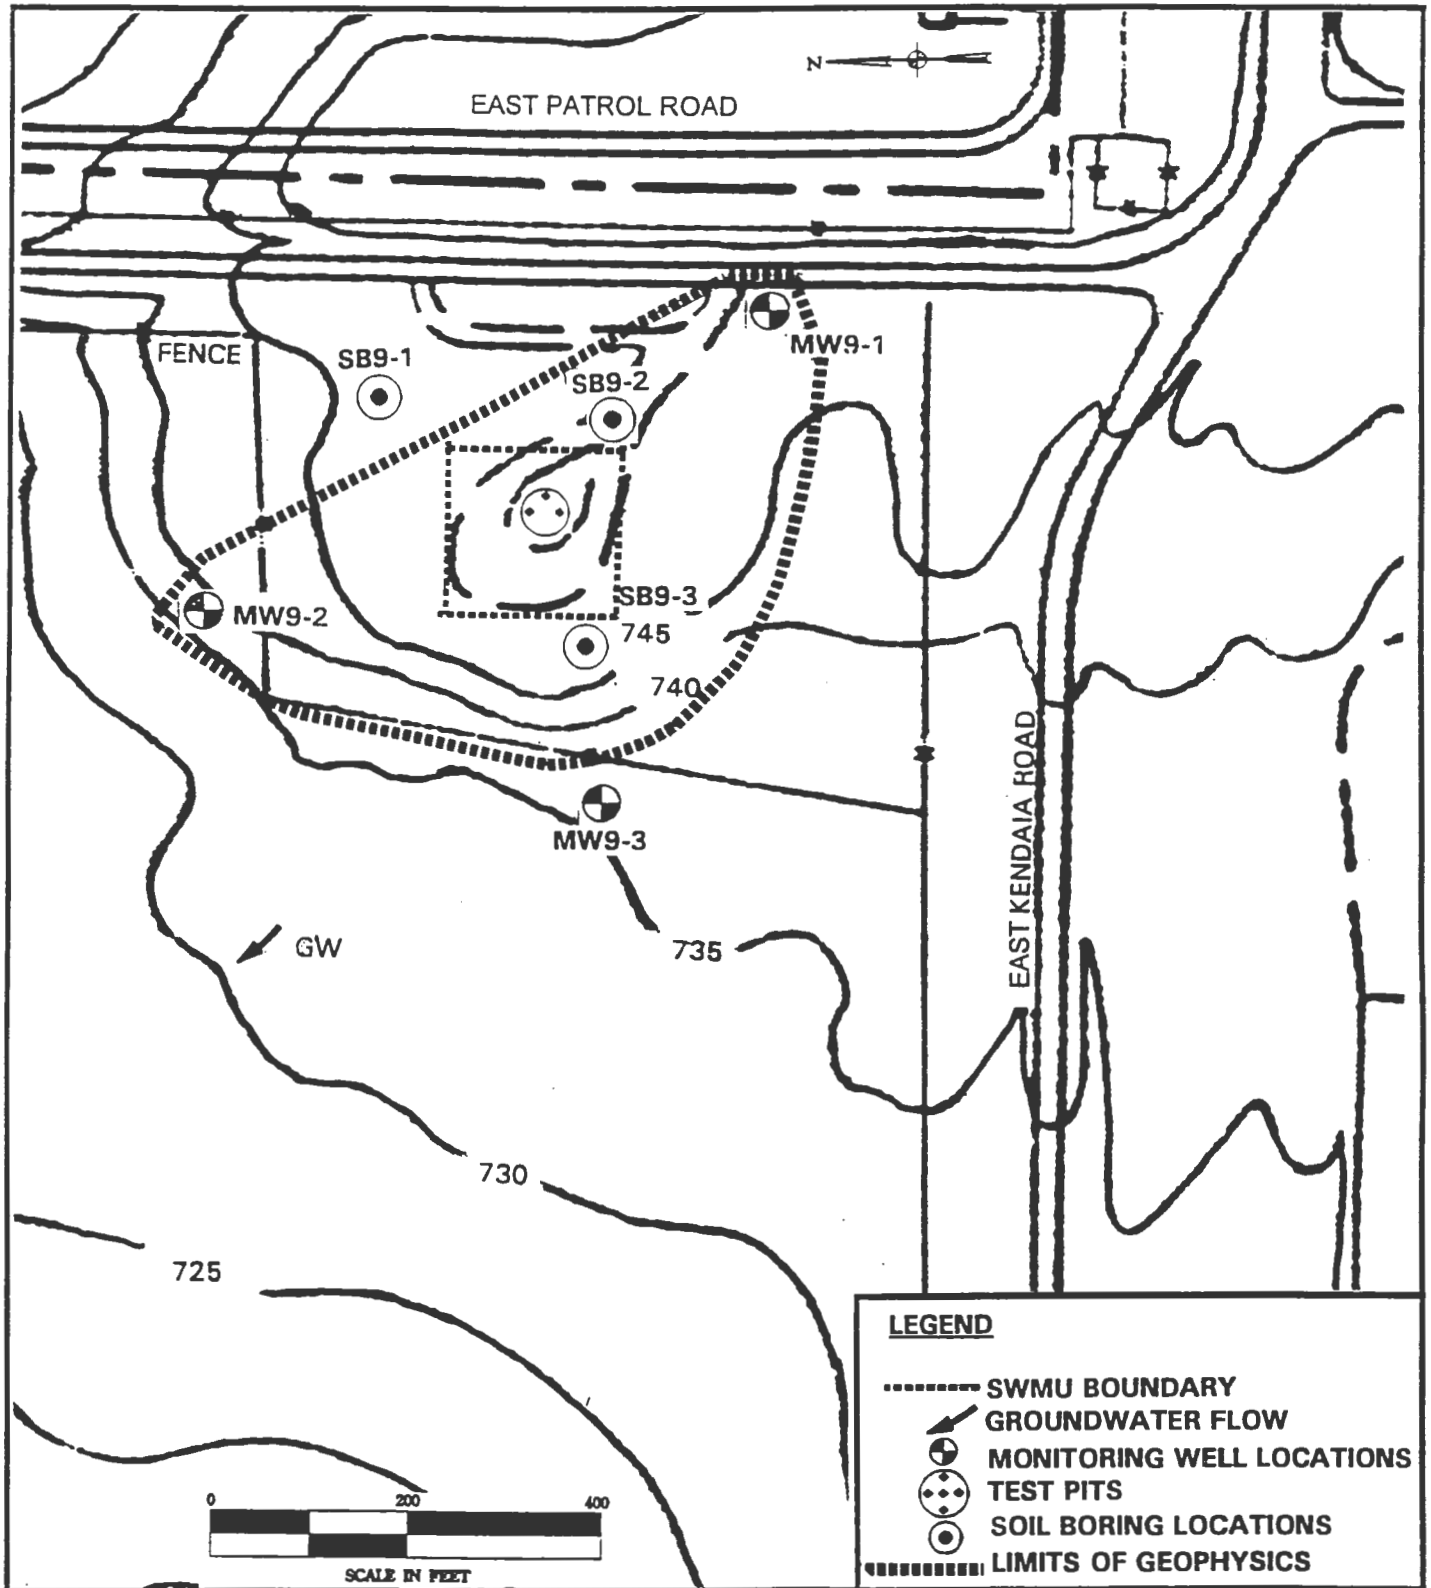 N
EAST PATROL ROAD
FENCE
SB9-1
MW9-1
SB9-2
SB9-3
745
MW9-2
740
MW9-3
EAST KENDAIA ROAD
735
GW
730
725
LEGEND
SWMU BOUNDARY
GROUNDWATER FLOW
MONITORING WELL LOCATIONS
TEST PITS
SOIL BORING LOCATIONS
LIMITS OF GEOPHYSICS
0 200 400
SCALE IN FEET